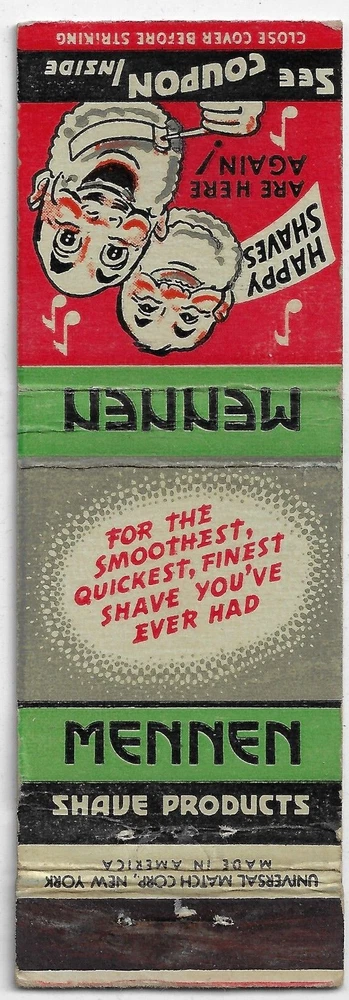 CLOSE COVER BEFORE STRIKING
SEE COUPON INSIDE
HAPPY
SHAVES
ARE HERE
AGAIN!
MENNEN
FOR THE
SMOOTHEST,
QUICKEST, FINEST
SHAVE YOU'VE
EVER HAD
MENNEN
SHAVE PRODUCTS
MADE IN AMERICA
UNIVERSAL MATCH CORP., NEW YORK